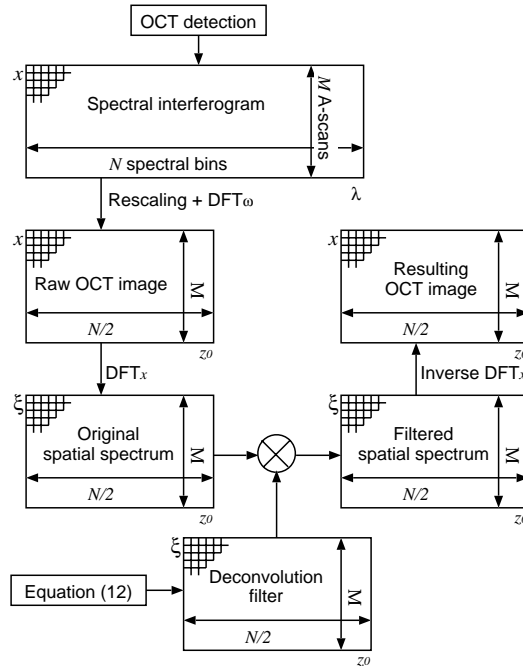 OCT detection
x
Spectral interferogram
M A-scans
N spectral bins
λ
Rescaling + DFTω
x
Raw OCT image
M
N/2
z0
x
Resulting
OCT image
M
N/2
z0
DFTx
Inverse DFTx
ξ
Original
spatial spectrum
M
N/2
z0
ξ
Filtered
spatial spectrum
M
N/2
z0
ξ
Deconvolution
filter
M
N/2
z0
Equation (12)